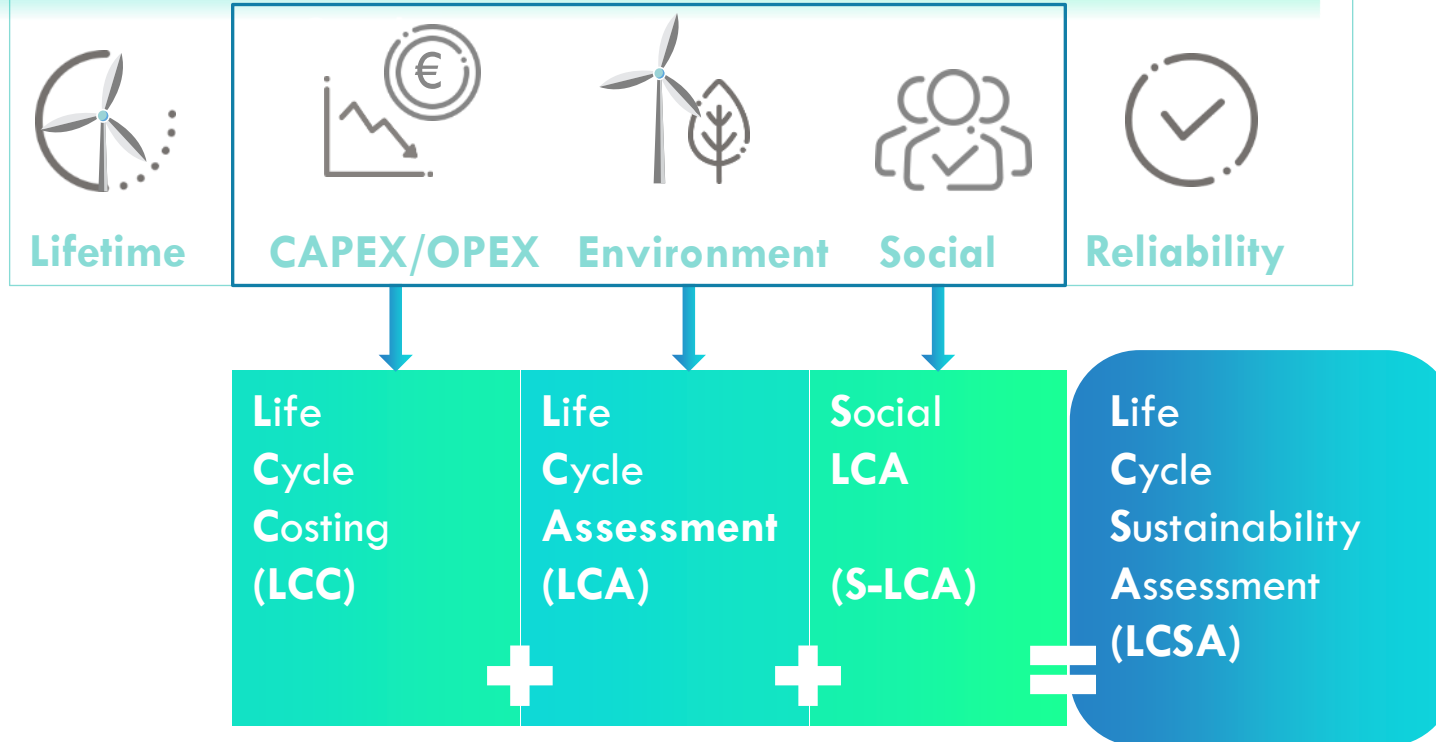 €
Lifetime
CAPEX/OPEX
Environment
Social
Reliability
Life
Cycle
Costing
(LCC)
Life
Cycle
Assessment
(LCA)
Social
LCA
(S-LCA)
Life
Cycle
Sustainability
Assessment
(LCSA)